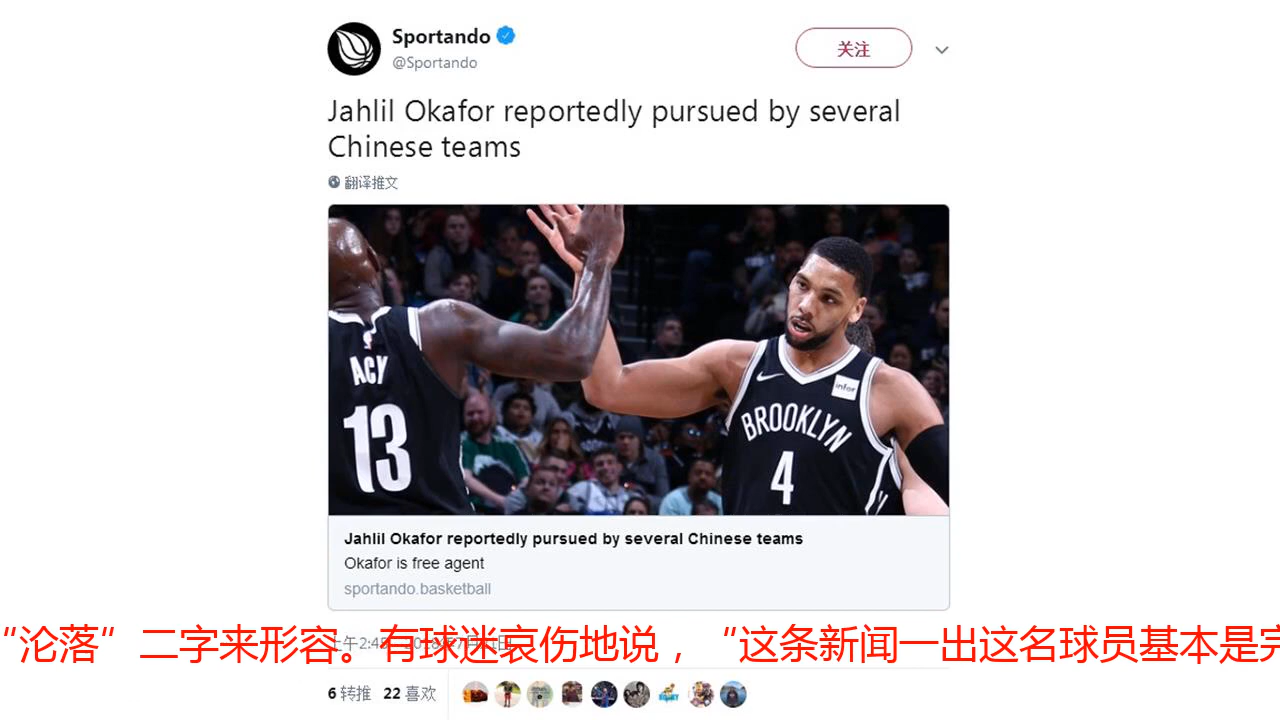 Sportando
@Sportando
关注
Jahlil Okafor reportedly pursued by several
Chinese teams
翻译推文
ACY
13
infor
BROOKLYN
4
Jahlil Okafor reportedly pursued by several Chinese teams
Okafor is free agent
sportando.basketball
“沦落”二字来形容。有球迷哀伤地说，“这条新闻一出这名球员基本是完
6 转推 22 喜欢